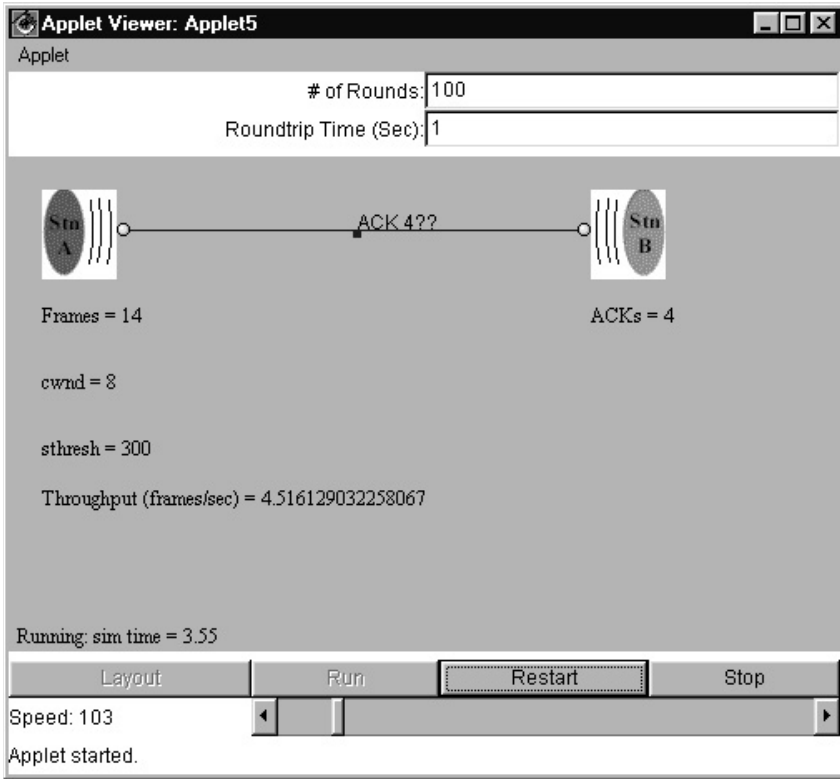 Applet Viewer: Applet5
Applet
# of Rounds: 100
Roundtrip Time (Sec): 1
Stn A
ACK 4??
Stn B
Frames = 14
ACKs = 4
cwnd = 8
sthresh = 300
Throughput (frames/sec) = 4.516129032258067
Running: sim time = 3.55
Layout Run Restart Stop
Speed: 103
Applet started.